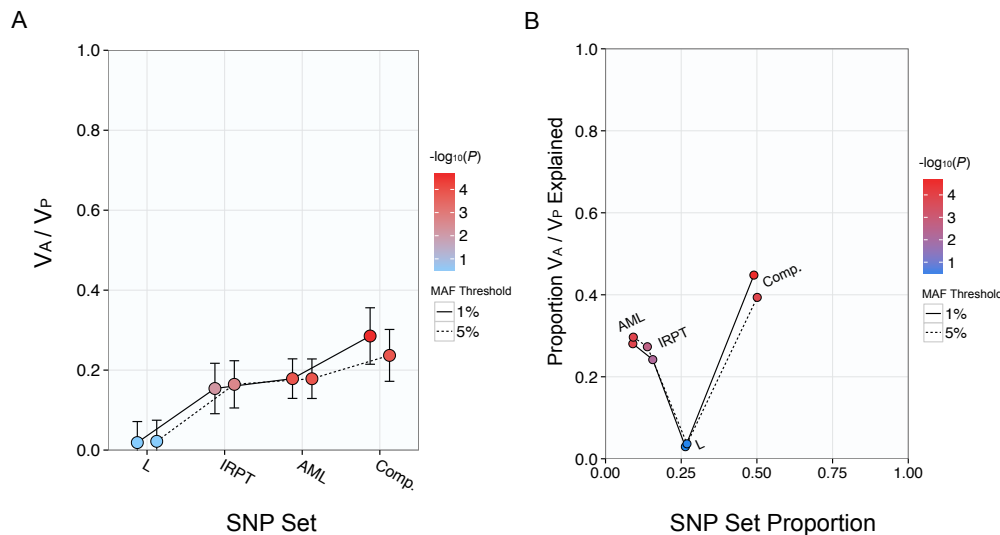 A
B
1.0
0.8
0.6
0.4
0.2
0.0
VA / VP
L
IRPT
AML
Comp.
SNP Set
-log10(P)
4
3
2
1
MAF Threshold
1%
5%
1.0
0.8
0.6
0.4
0.2
0.0
Proportion VA / VP Explained
AML
IRPT
L
Comp.
0.00
0.25
0.50
0.75
1.00
SNP Set Proportion
-log10(P)
4
3
2
1
MAF Threshold
1%
5%